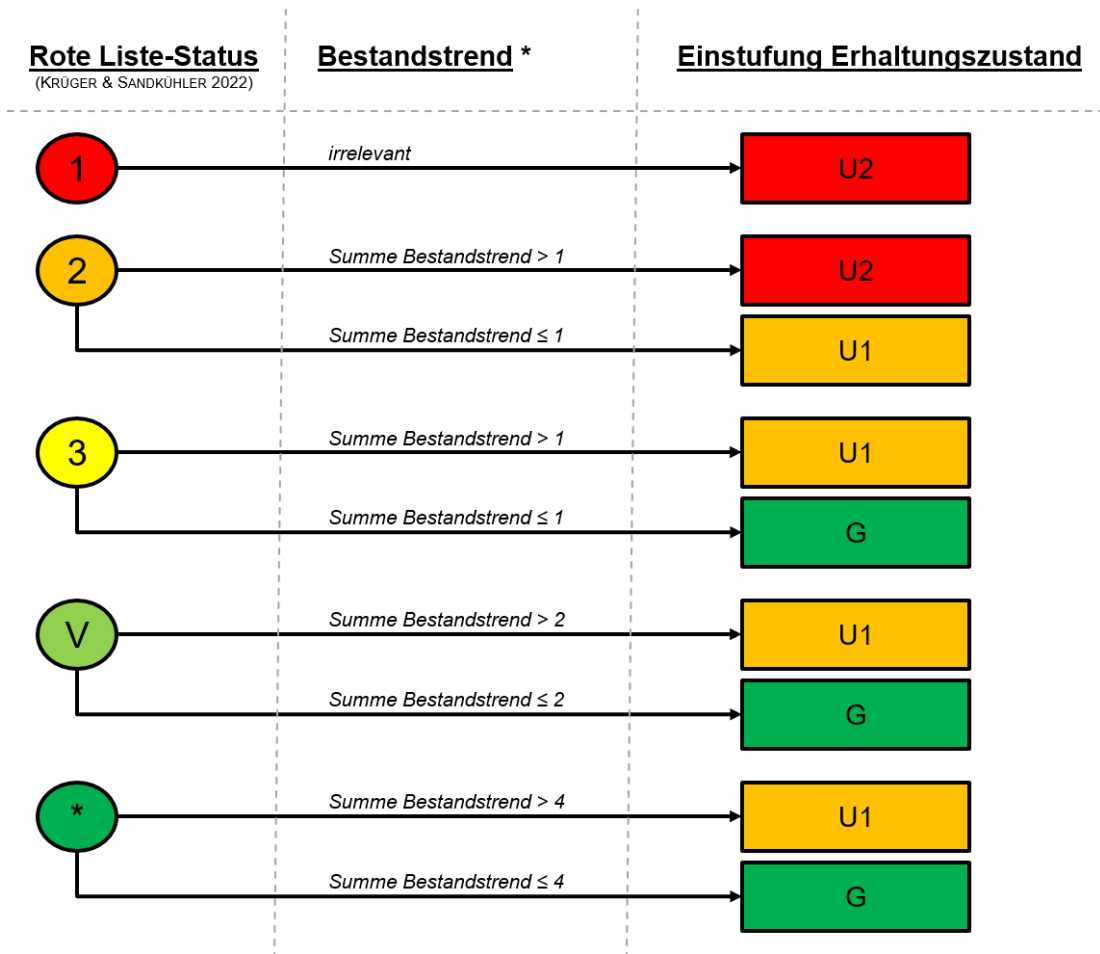 Rote Liste-Status Bestandstrend * Einstufung Erhaltungszustand
(KRÜGER & SANDKÜHLER 2022)
1 irrelevant U2
2 Summe Bestandstrend > 1 U2
Summe Bestandstrend ≤ 1 U1
3 Summe Bestandstrend > 1 U1
Summe Bestandstrend ≤ 1 G
V Summe Bestandstrend > 2 U1
Summe Bestandstrend ≤ 2 G
* Summe Bestandstrend > 4 U1
Summe Bestandstrend ≤ 4 G